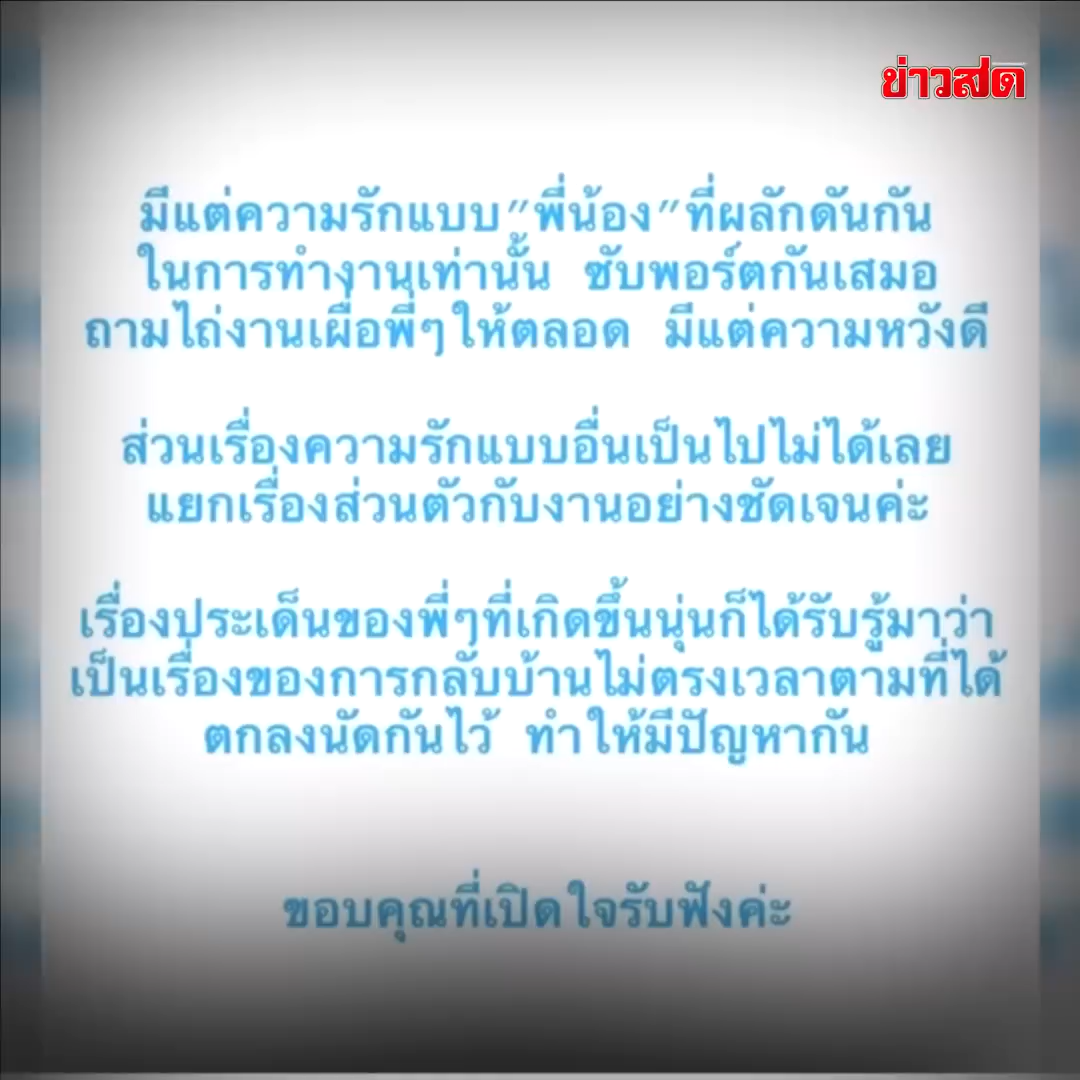 ข่าวสด
มีแต่ความรักแบบ"พี่น้อง"ที่ผลักดันกัน
ในการทำงานเท่านั้น ซับพอร์ตกันเสมอ
ถามไถ่งานเผื่อพี่ๆให้ตลอด มีแต่ความหวังดี
ส่วนเรื่องความรักแบบอื่นเป็นไปไม่ได้เลย
แยกเรื่องส่วนตัวกับงานอย่างชัดเจนค่ะ
เรื่องประเด็นของพี่ๆที่เกิดขึ้นนุ่นก็ได้รับรู้มาว่า
เป็นเรื่องของการกลับบ้านไม่ตรงเวลาตามที่ได้
ตกลงนัดกันไว้ ทำให้มีปัญหากัน
ขอบคุณที่เปิดใจรับฟังค่ะ